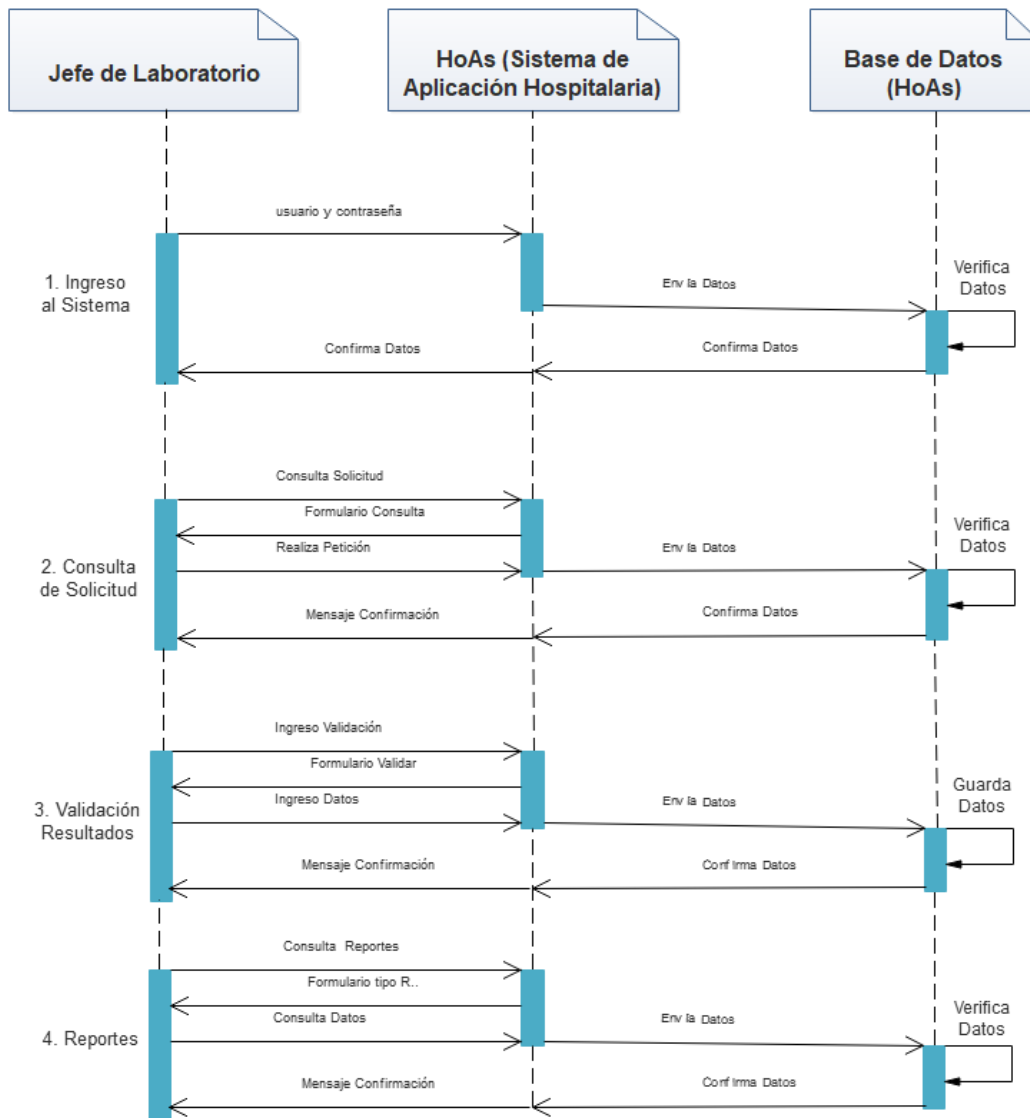 Jefe de Laboratorio
HoAs (Sistema de
Aplicación Hospitalaria)
Base de Datos
(HoAs)
usuario y contraseña
1. Ingreso
al Sistema
Envía Datos
Verifica
Datos
Confirma Datos
Confirma Datos
Consulta Solicitud
Formulario Consulta
Realiza Petición
Envía Datos
Verifica
Datos
2. Consulta
de Solicitud
Mensaje Confirmación
Confirma Datos
Ingreso Validación
Formulario Validar
Guarda
Datos
3. Validación
Resultados
Ingreso Datos
Envía Datos
Mensaje Confirmación
Confirma Datos
Consulta Reportes
Formulario tipo R..
Consulta Datos
Envía Datos
Verifica
Datos
4. Reportes
Mensaje Confirmación
Confirma Datos